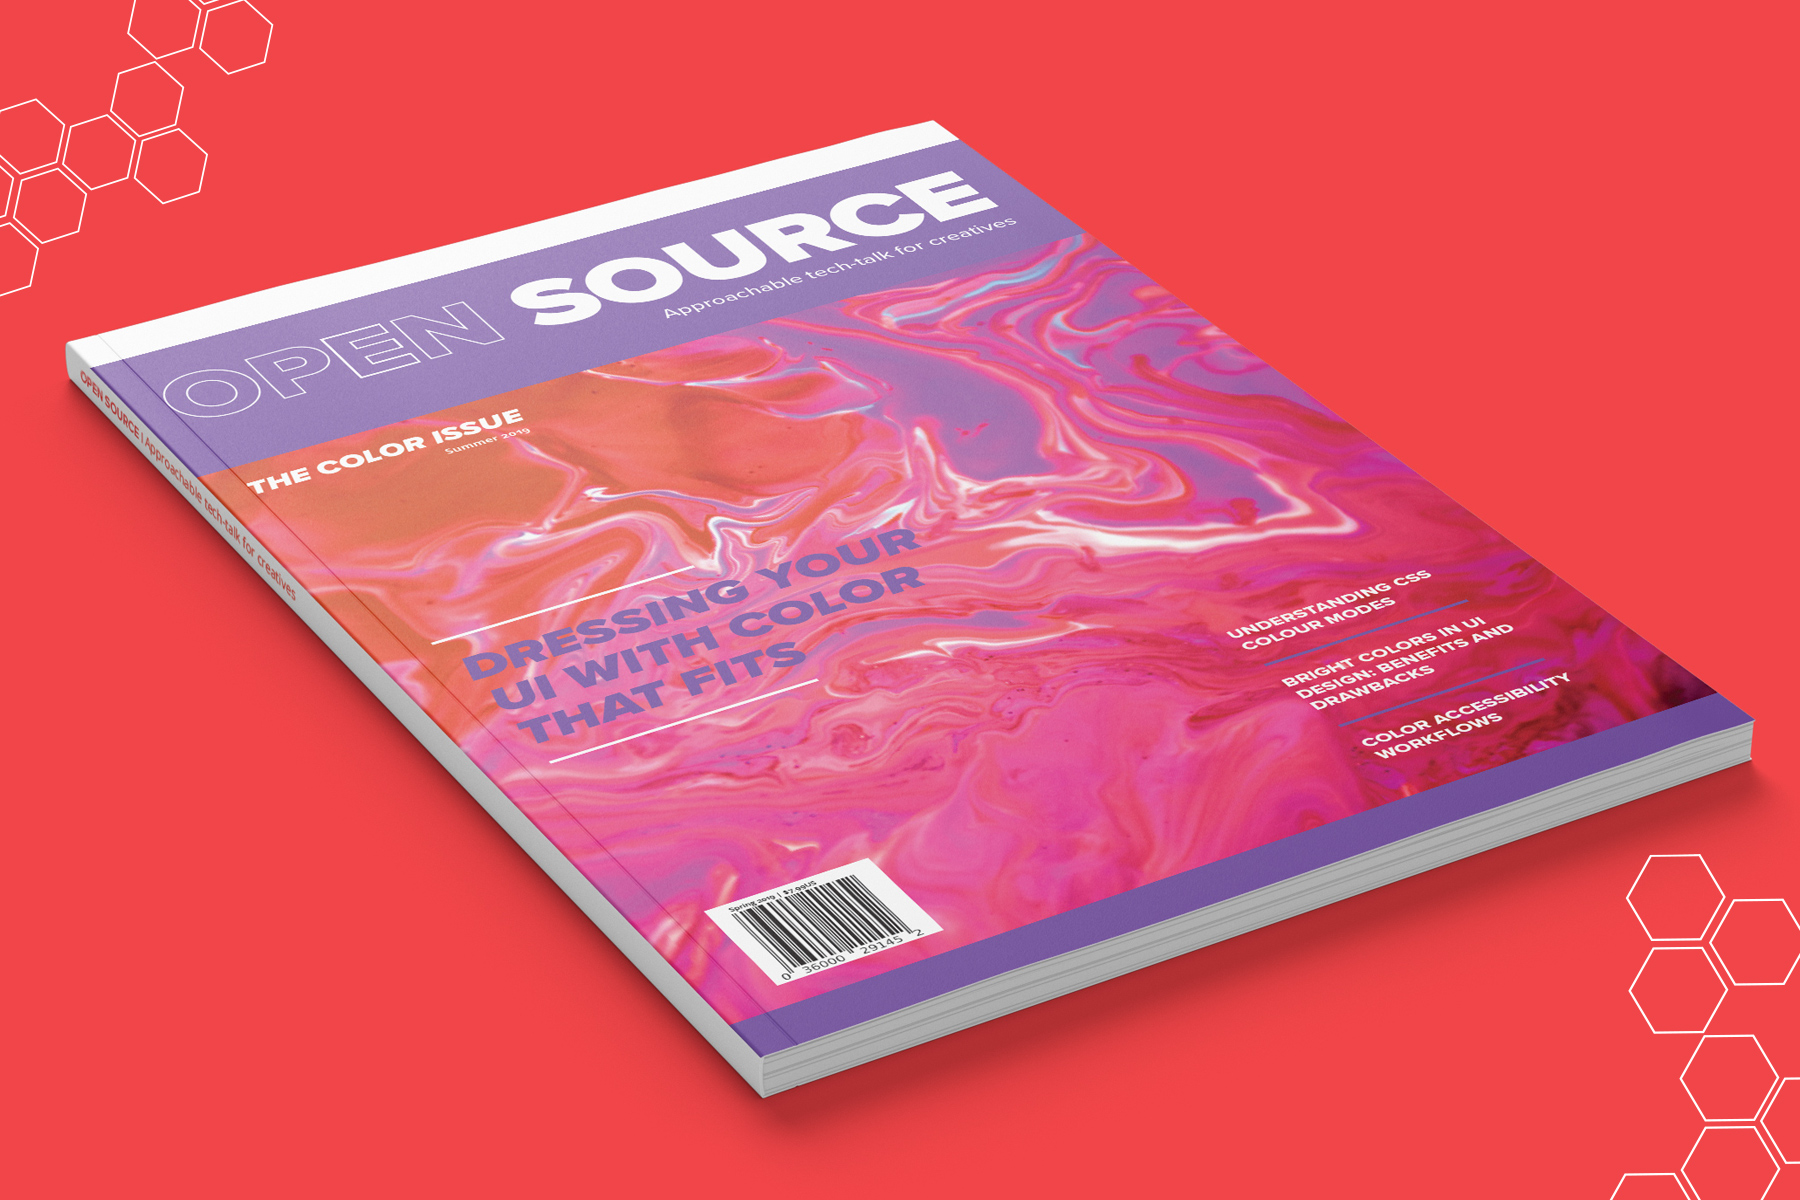 OPEN SOURCE
Approachable tech-talk for creatives
THE COLOR ISSUE
Summer 2019
DRESSING YOUR
UI WITH COLOR
THAT FITS
UNDERSTANDING CSS
COLOUR MODES
BRIGHT COLORS IN UI
DESIGN: BENEFITS AND
DRAWBACKS
COLOR ACCESSIBILITY
WORKFLOWS
Spring 2019 | $7.99US
0 36000 29145 2
OPEN SOURCE | Approachable tech-talk for creatives